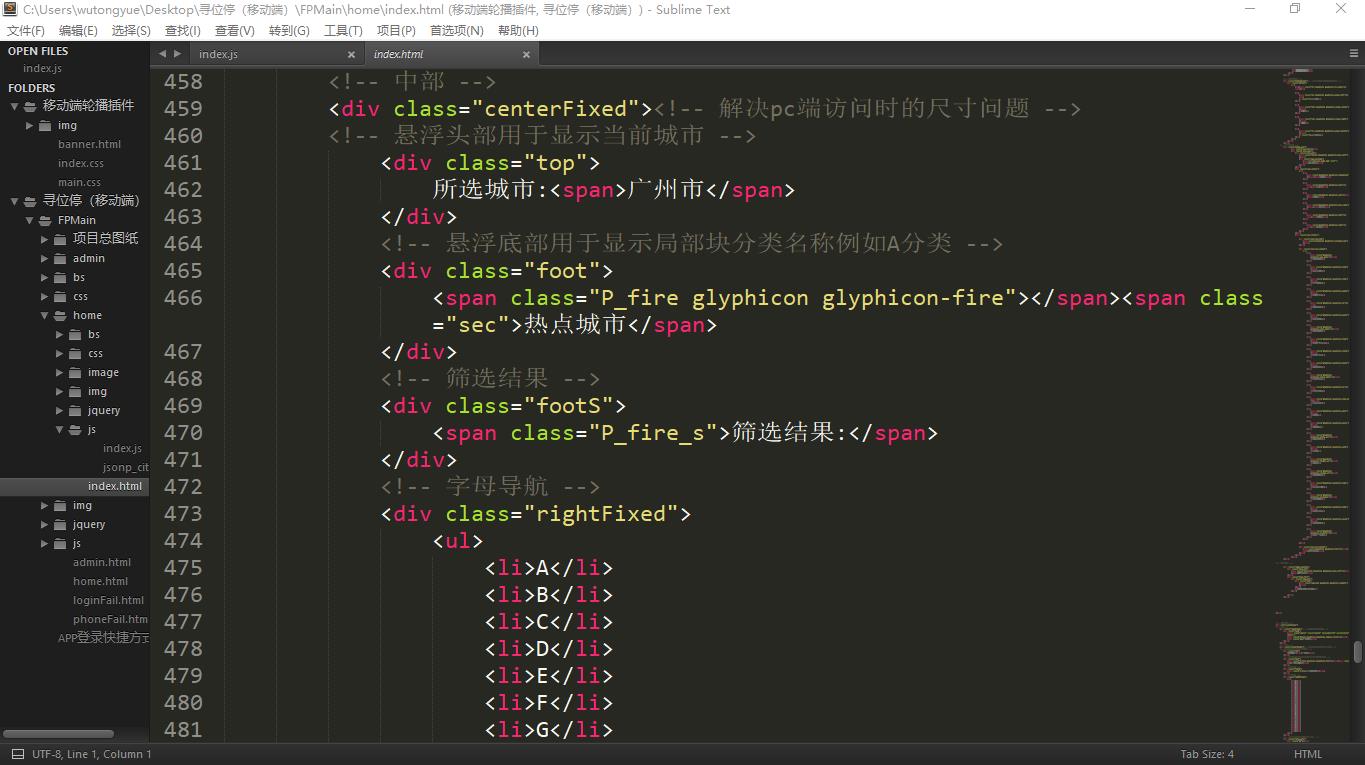 C:\Users\wutongyue\Desktop\寻位停（移动端）\FPMain\home\index.html (移动端轮播插件, 寻位停（移动端）) - Sublime Text
文件(F) 编辑(E) 选择(S) 查找(I) 查看(V) 转到(G) 工具(T) 项目(P) 首选项(N) 帮助(H)
OPEN FILES
index.js
FOLDERS
移动端轮播插件
img
banner.html
index.css
main.css
寻位停（移动端）
FPMain
项目总图纸
admin
bs
css
home
bs
css
image
img
jquery
js
index.js
jsonp_cit
index.html
img
jquery
js
admin.html
home.html
loginFail.html
phoneFail.htm
APP登录快捷方式
index.js
index.html
458 <!-- 中部 -->
459 <div class="centerFixed"><!-- 解决pc端访问时的尺寸问题 -->
460 <!-- 悬浮头部用于显示当前城市 -->
461 <div class="top">
462 所选城市:<span>广州市</span>
463 </div>
464 <!-- 悬浮底部用于显示局部块分类名称例如A分类 -->
465 <div class="foot">
466 <span class="P_fire glyphicon glyphicon-fire"></span><span class
="sec">热点城市</span>
467 </div>
468 <!-- 筛选结果 -->
469 <div class="footS">
470 <span class="P_fire_s">筛选结果:</span>
471 </div>
472 <!-- 字母导航 -->
473 <div class="rightFixed">
474 <ul>
475 <li>A</li>
476 <li>B</li>
477 <li>C</li>
478 <li>D</li>
479 <li>E</li>
480 <li>F</li>
481 <li>G</li>
UTF-8, Line 1, Column 1
Tab Size: 4
HTML